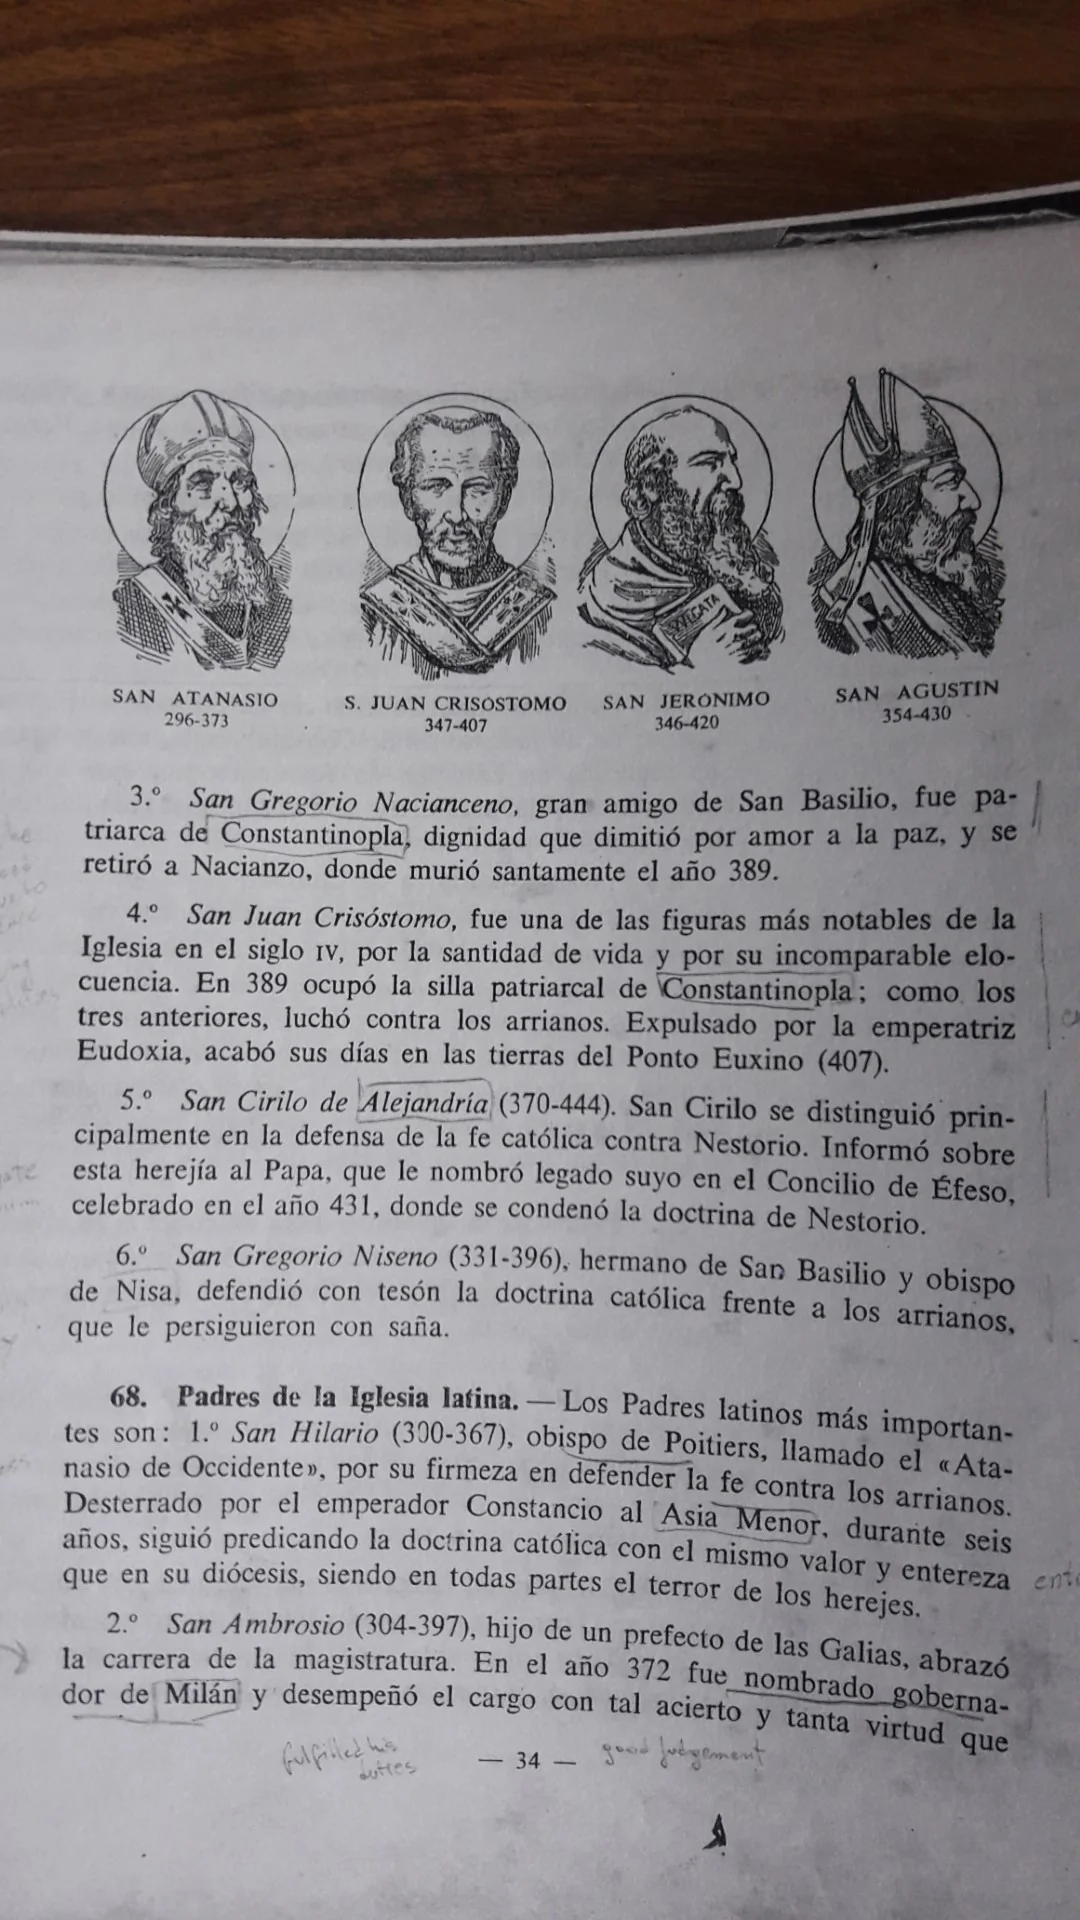 SAN ATANASIO
296-373
S. JUAN CRISÓSTOMO
347-407
SAN JERÓNIMO
346-420
SAN AGUSTIN
354-430
3.º San Gregorio Nacianceno, gran amigo de San Basilio, fue pa-
triarca de Constantinopla, dignidad que dimitió por amor a la paz, y se
retiró a Nacianzo, donde murió santamente el año 389.
4.º San Juan Crisóstomo, fue una de las figuras más notables de la
Iglesia en el siglo IV, por la santidad de vida y por su incomparable elo-
cuencia. En 389 ocupó la silla patriarcal de Constantinopla; como los
tres anteriores, luchó contra los arrianos. Expulsado por la emperatriz
Eudoxia, acabó sus días en las tierras del Ponto Euxino (407).
5.º San Cirilo de Alejandría (370-444). San Cirilo se distinguió prin-
cipalmente en la defensa de la fe católica contra Nestorio. Informó sobre
esta herejía al Papa, que le nombró legado suyo en el Concilio de Éfeso,
celebrado en el año 431, donde se condenó la doctrina de Nestorio.
6.º San Gregorio Niseno (331-396), hermano de San Basilio y obispo
de Nisa, defendió con tesón la doctrina católica frente a los arrianos,
que le persiguieron con saña.
68. Padres de la Iglesia latina. — Los Padres latinos más importan-
tes son: 1.º San Hilario (300-367), obispo de Poitiers, llamado el «Ata-
nasio de Occidente», por su firmeza en defender la fe contra los arrianos.
Desterrado por el emperador Constancio al Asia Menor, durante seis
años, siguió predicando la doctrina católica con el mismo valor y entereza
que en su diócesis, siendo en todas partes el terror de los herejes.
2.º San Ambrosio (304-397), hijo de un prefecto de las Galias, abrazó
la carrera de la magistratura. En el año 372 fue nombrado goberna-
dor de Milán y desempeñó el cargo con tal acierto y tanta virtud que
fulfilled his
duties
— 34 —
good judgement